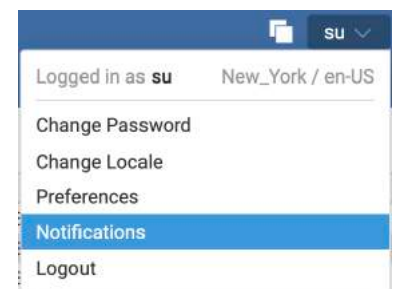 su
Logged in as su New_York / en-US
Change Password
Change Locale
Preferences
Notifications
Logout